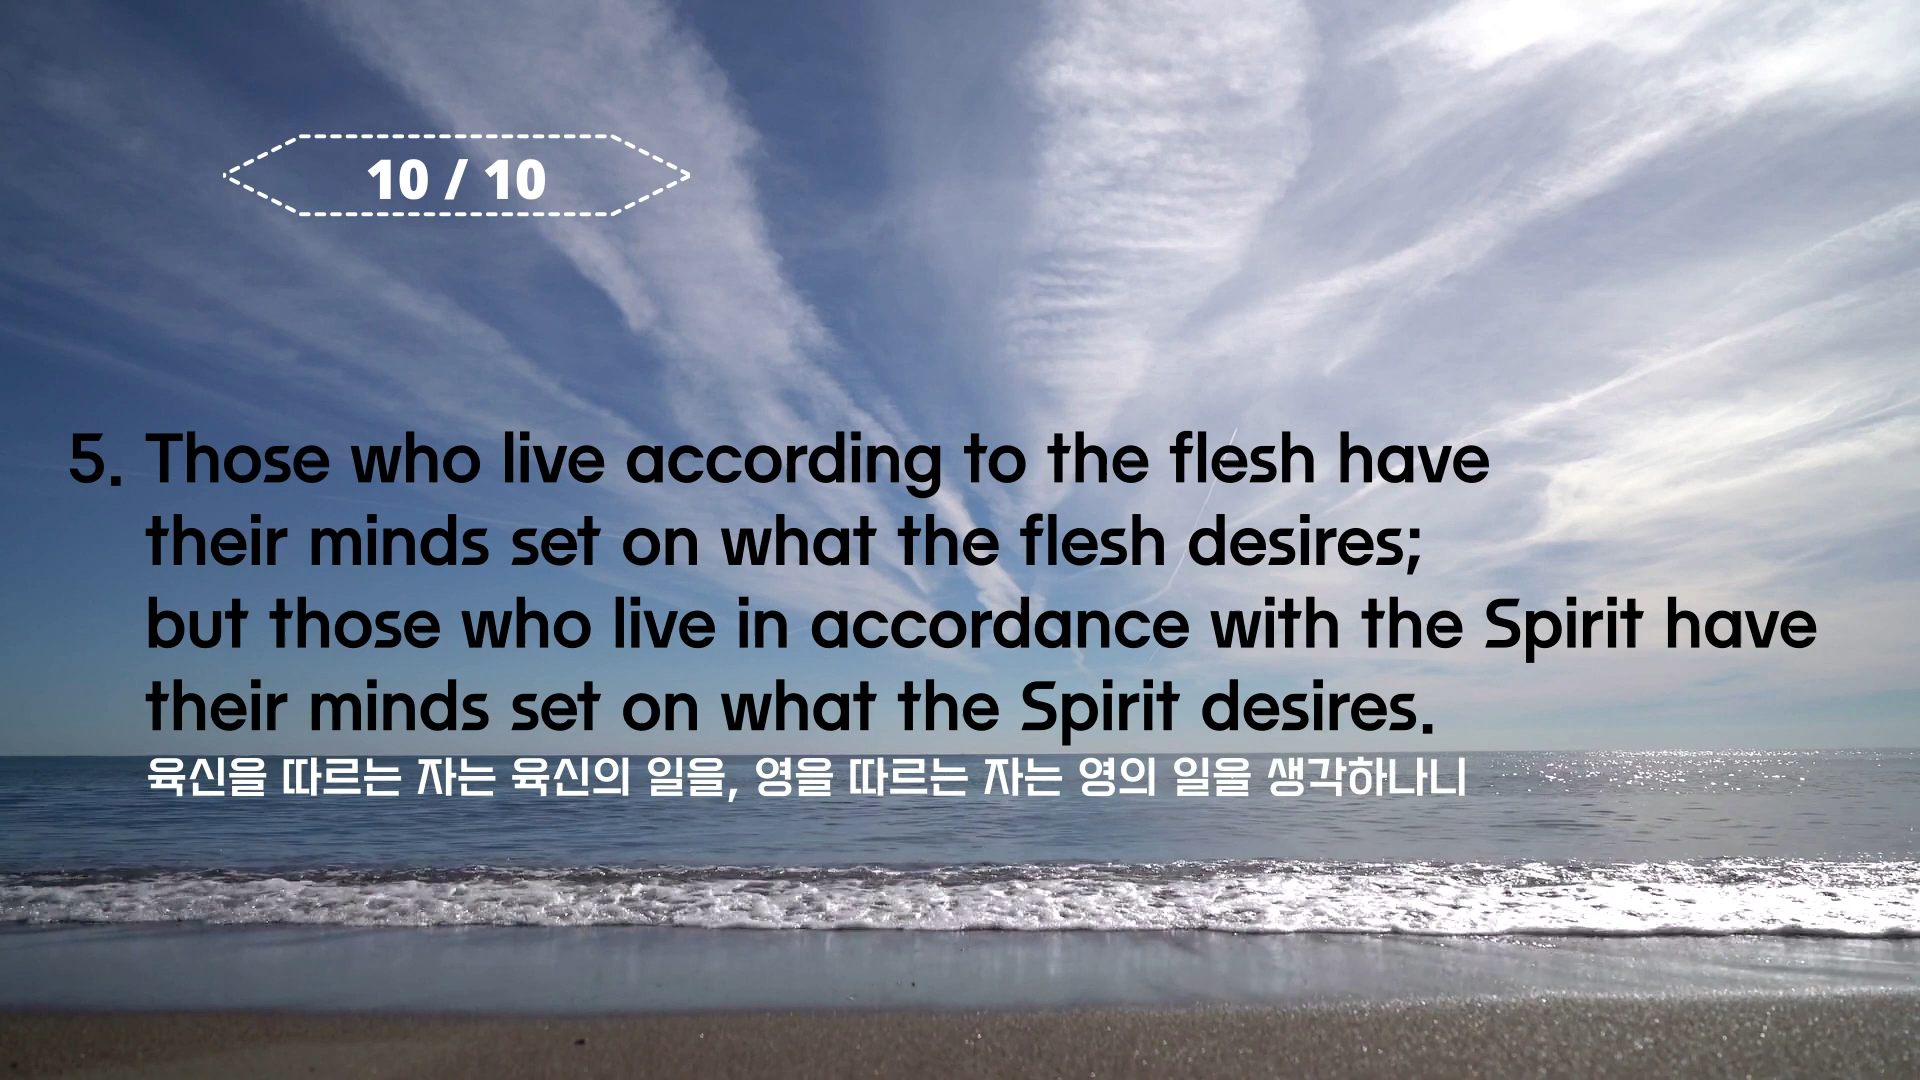 10 / 10
5. Those who live according to the flesh have
their minds set on what the flesh desires;
but those who live in accordance with the Spirit have
their minds set on what the Spirit desires.
육신을 따르는 자는 육신의 일을, 영을 따르는 자는 영의 일을 생각하나니